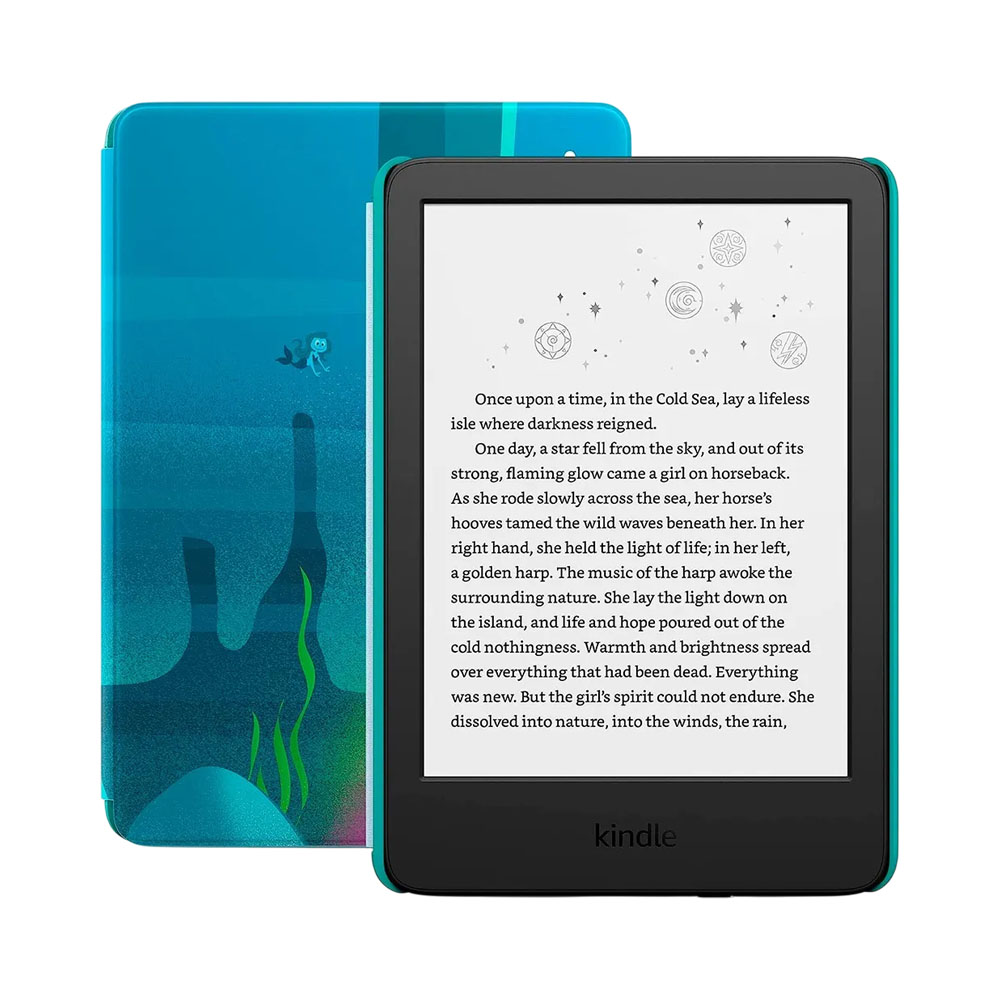 Once upon a time, in the Cold Sea, lay a lifeless
isle where darkness reigned.
One day, a star fell from the sky, and out of its
strong, flaming glow came a girl on horseback.
As she rode slowly across the sea, her horse's
hooves tamed the wild waves beneath her. In her
right hand, she held the light of life; in her left,
a golden harp. The music of the harp awoke the
surrounding nature. She lay the light down on
the island, and life and hope poured out of the
cold nothingness. Warmth and brightness spread
over everything that had been dead. Everything
was new. But the girl's spirit could not endure. She
dissolved into nature, into the winds, the rain,
kindle